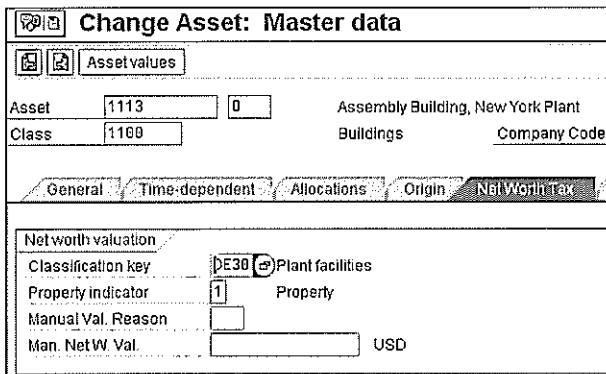 Change Asset: Master data
Asset values
Asset 1113 0 Assembly Building, New York Plant
Class 1100 Buildings Company Code
General Time-dependent Allocations Origin Net Worth Tax
Net worth valuation
Classification key DE30 Plant facilities
Property indicator 1 Property
Manual Val. Reason
Man. Net W. Val. USD